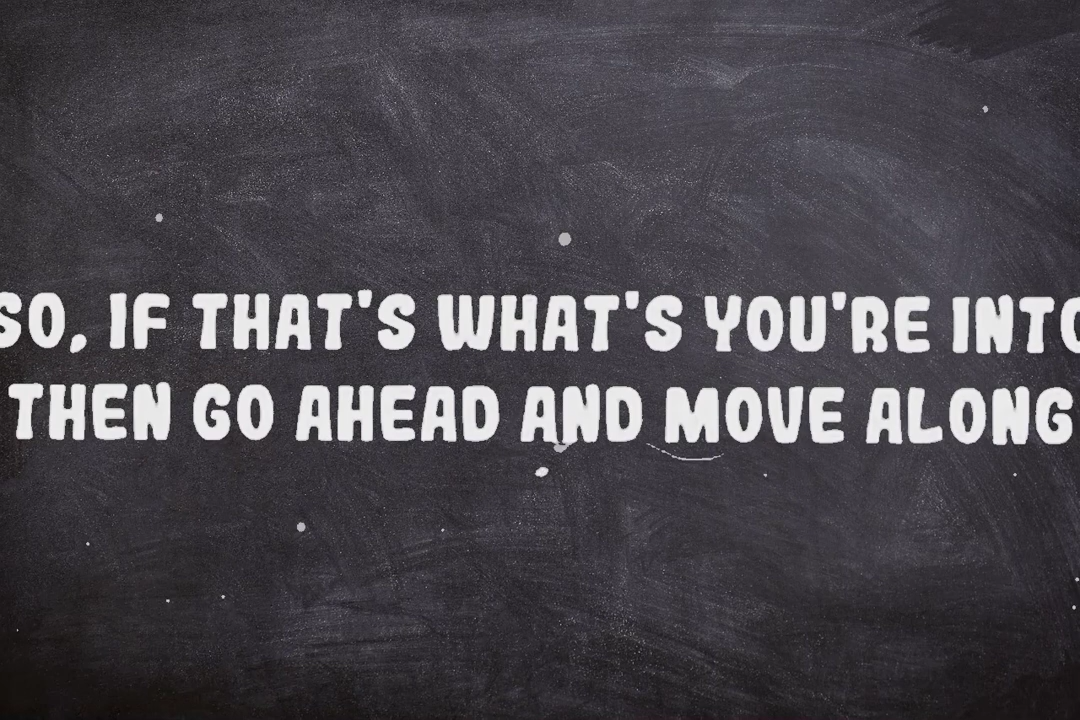 SO, IF THAT'S WHAT'S YOU'RE INTO
THEN GO AHEAD AND MOVE ALONG